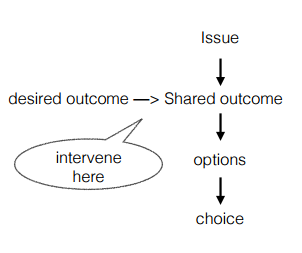 Issue
desired outcome —> Shared outcome
intervene
here
options
choice